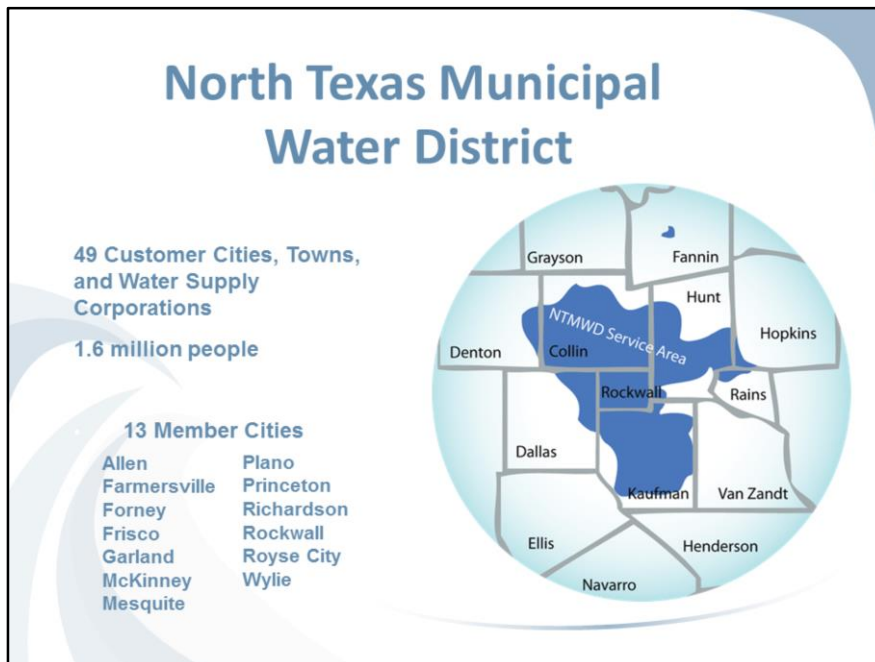 North Texas Municipal
Water District
49 Customer Cities, Towns,
and Water Supply
Corporations
1.6 million people
13 Member Cities
Allen
Farmersville
Forney
Frisco
Garland
McKinney
Mesquite
Plano
Princeton
Richardson
Rockwall
Royse City
Wylie
Grayson
Fannin
Hunt
Hopkins
NTMWD Service Area
Denton
Collin
Rockwall
Rains
Dallas
Kaufman
Van Zandt
Ellis
Henderson
Navarro